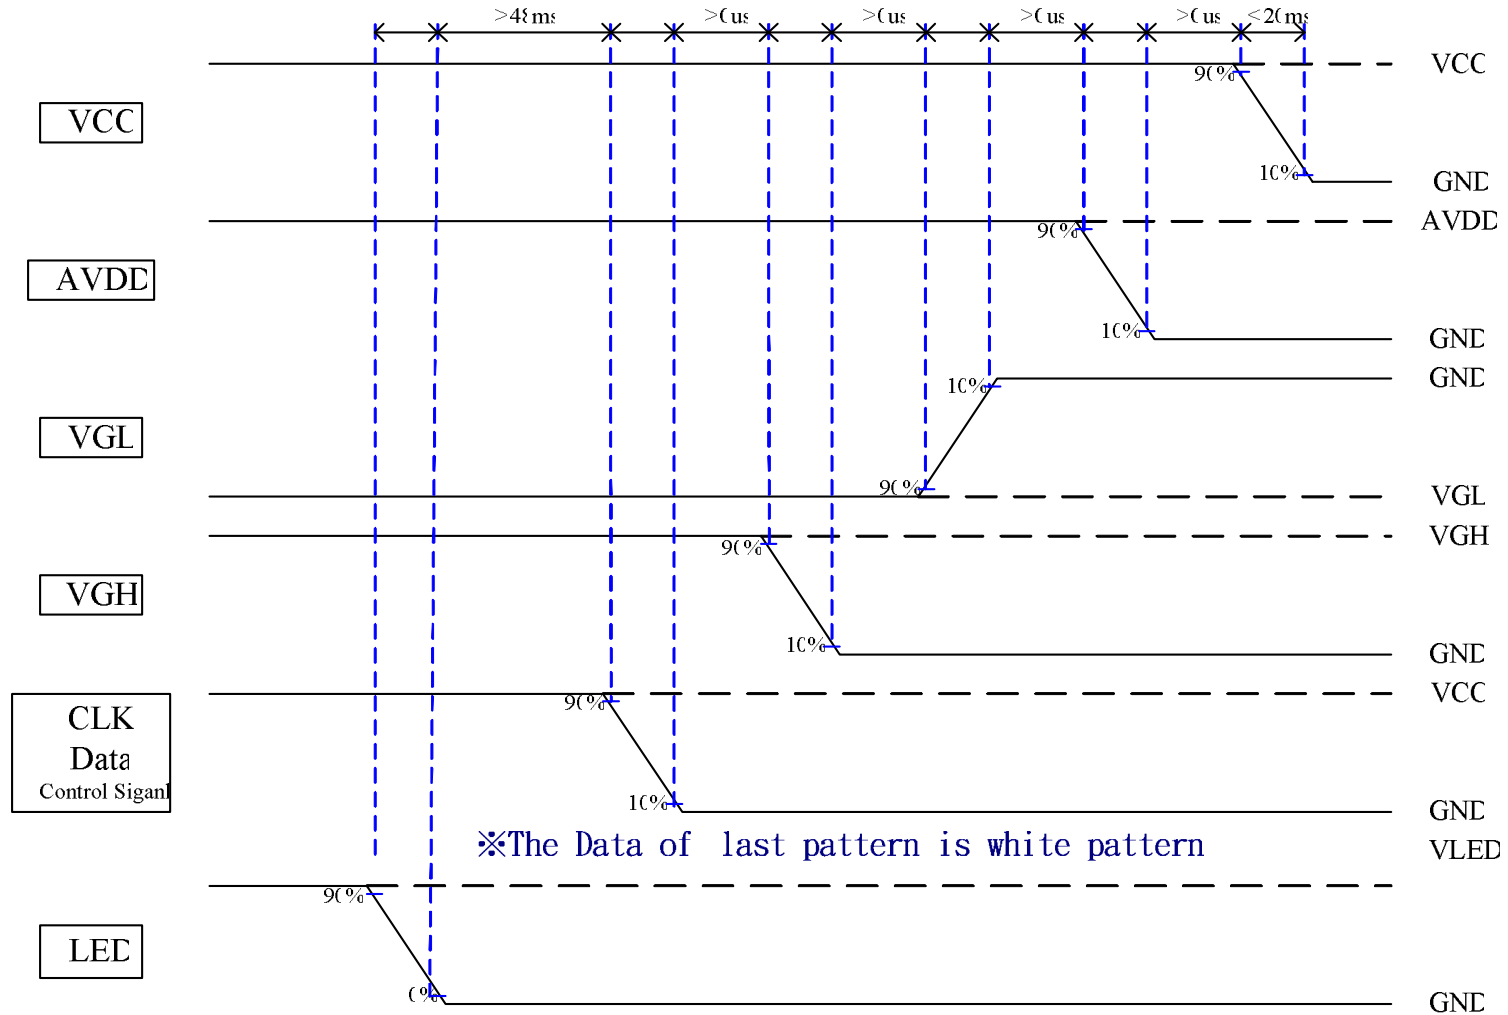 >48ms >0us >0us >0us >0us <20ms
VCC
90%
VCC
10%
GND
AVDD
90%
AVDD
10%
GND
GND
10%
VGL
90%
VGL
VGH
90%
VGH
10%
GND
VCC
90%
CLK
Data
Control Siganl
10%
GND
※The Data of last pattern is white pattern
VLED
90%
LED
0%
GND